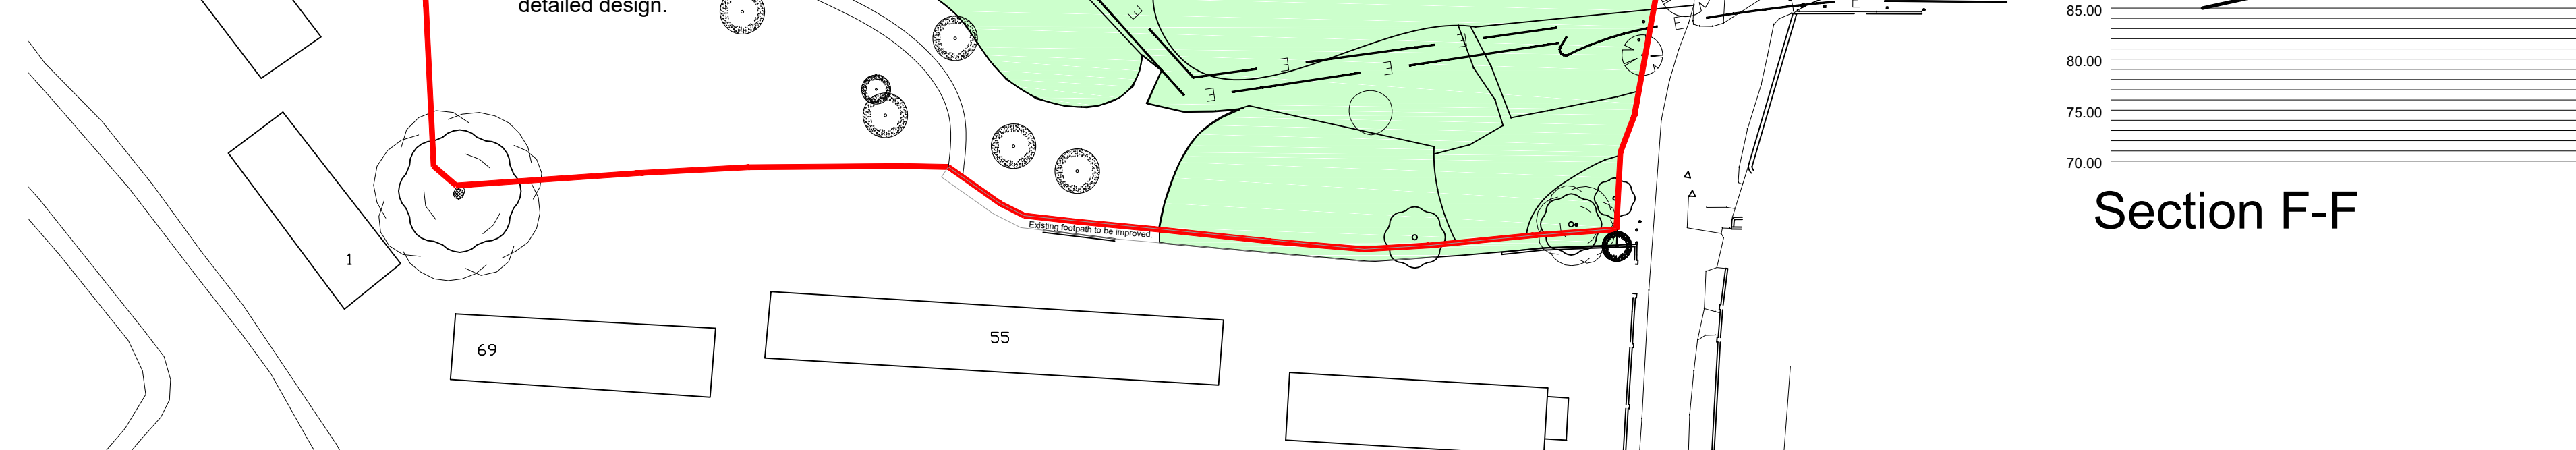 detailed design.
E
E
E
E
E
E
E
E
85.00
80.00
75.00
70.00
Section F-F
Existing footpath to be improved.
1
69
55